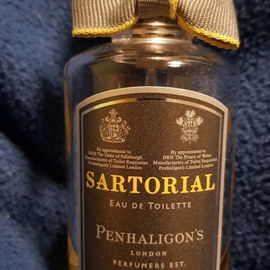 By appointment to
HRH The Duke of Edinburgh
Manufacturers of Toilet Requisites
Penhaligon's Limited London
By appointment to
HRH The Prince of Wales
Manufacturers of Toilet Requisites
Penhaligon's Limited London
SARTORIAL
EAU DE TOILETTE
PENHALIGON'S
LONDON
PERFUMERS EST.